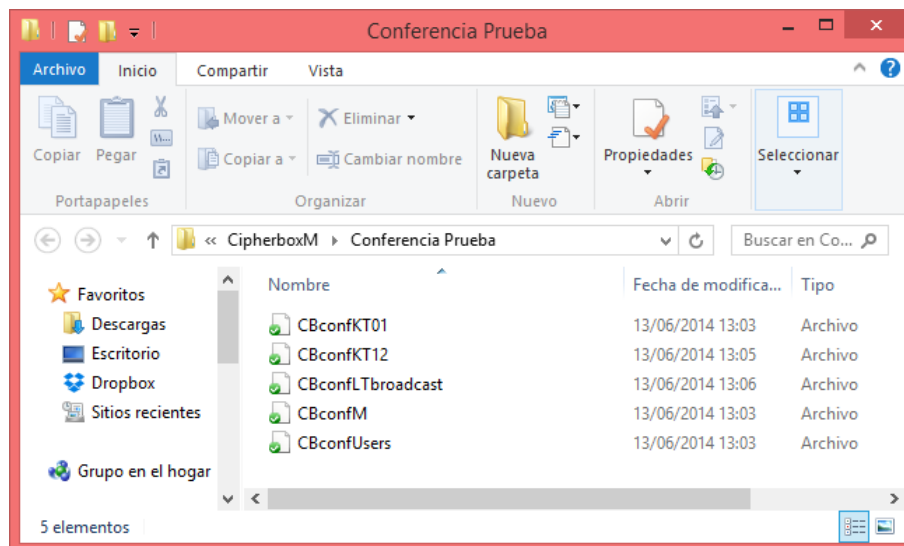 Conferencia Prueba
Archivo Inicio Compartir Vista
Copiar Pegar Mover a Copiar a Eliminar Cambiar nombre Nueva carpeta Propiedades Seleccionar
Portapapeles Organizar Nuevo Abrir
« CipherboxM Conferencia Prueba Buscar en Co...
Nombre Fecha de modifica... Tipo
Favoritos
Descargas
Escritorio
Dropbox
Sitios recientes
Grupo en el hogar
CBconfKT01 13/06/2014 13:03 Archivo
CBconfKT12 13/06/2014 13:05 Archivo
CBconfLTbroadcast 13/06/2014 13:06 Archivo
CBconfM 13/06/2014 13:03 Archivo
CBconfUsers 13/06/2014 13:03 Archivo
5 elementos